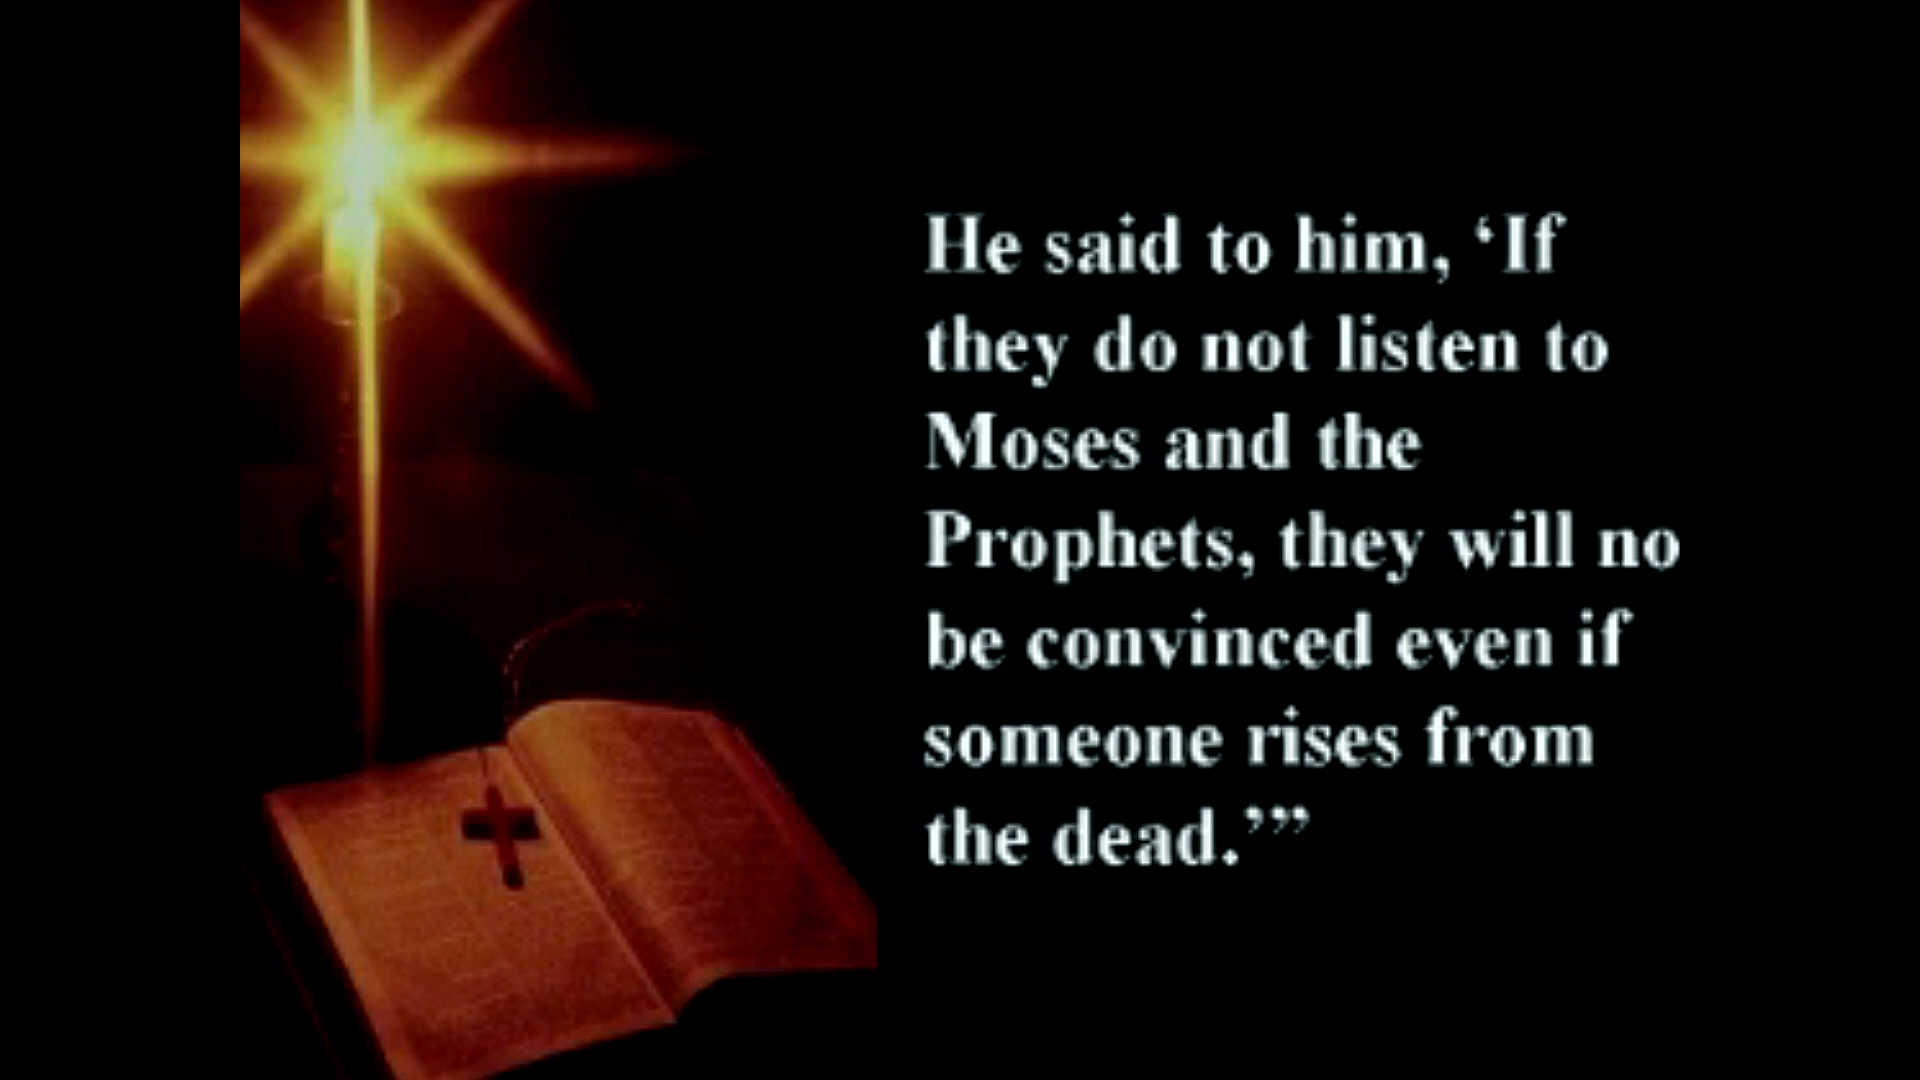 He said to him, ‘If
they do not listen to
Moses and the
Prophets, they will no
be convinced even if
someone rises from
the dead.’”